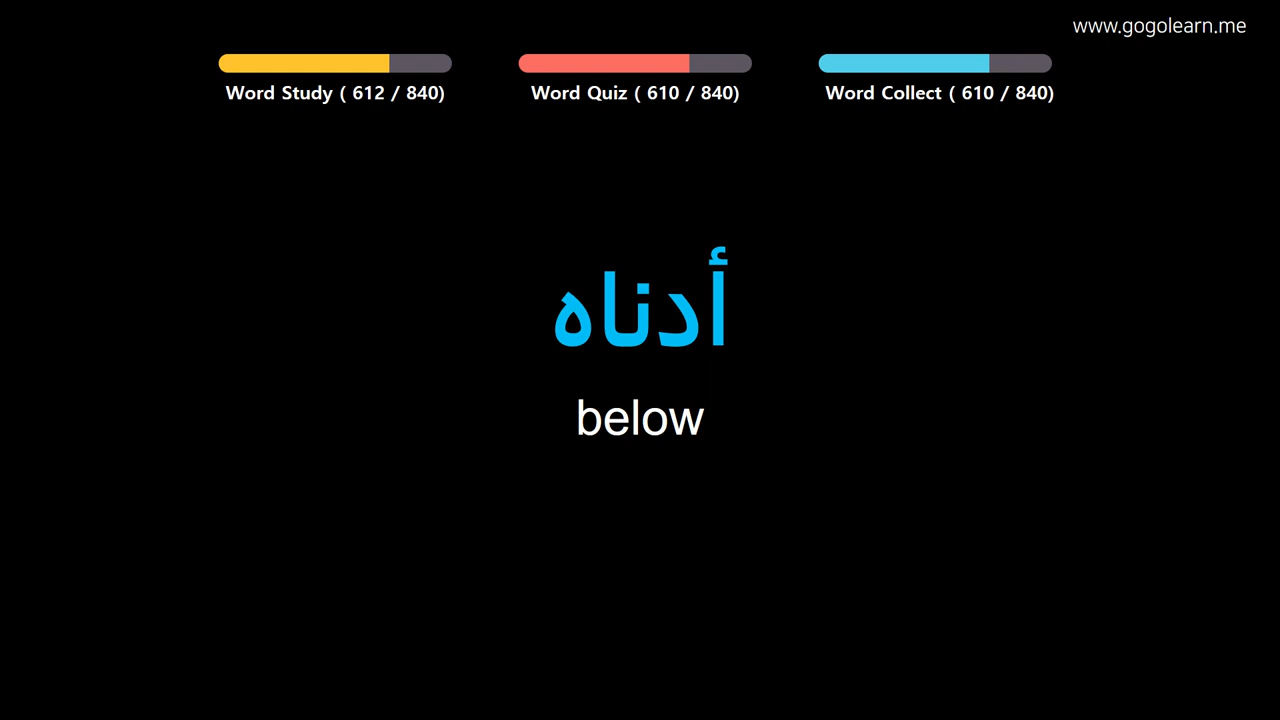 www.gogolearn.me
Word Study ( 612 / 840)
Word Quiz ( 610 / 840)
Word Collect ( 610 / 840)
أدناه
below